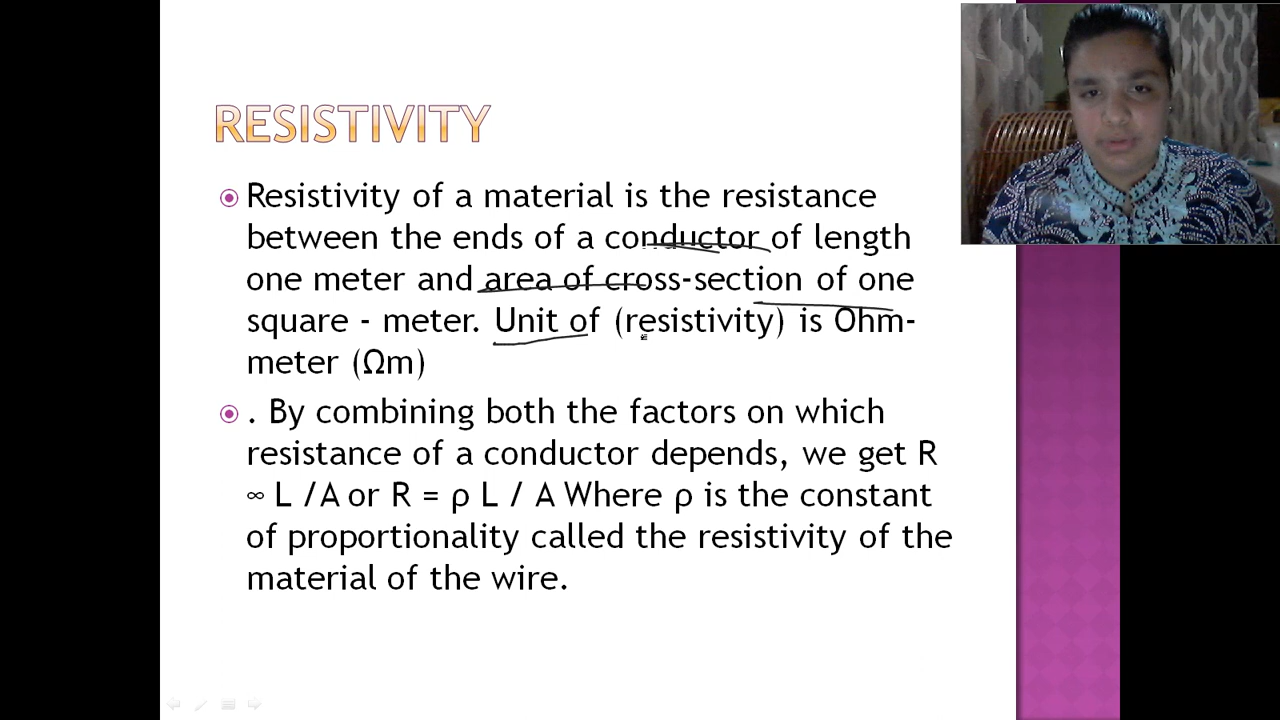 RESISTIVITY
Resistivity of a material is the resistance
between the ends of a conductor of length
one meter and area of cross-section of one
square - meter. Unit of (resistivity) is Ohm-
meter (Ωm)
. By combining both the factors on which
resistance of a conductor depends, we get R
∞ L /A or R = ρ L / A Where ρ is the constant
of proportionality called the resistivity of the
material of the wire.